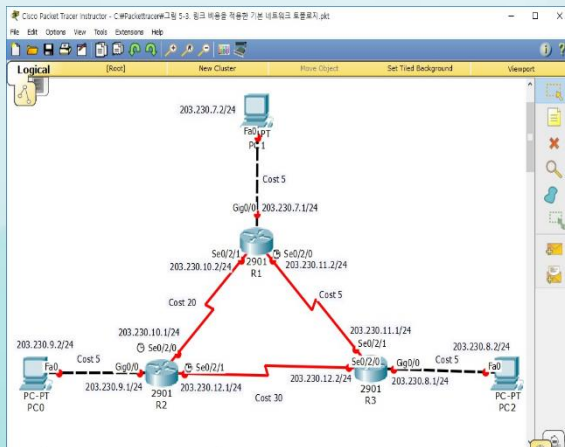 Cisco Packet Tracer Instructor - C:₩Packettracer₩그림 5-3. 링크 비용을 적용한 기본 네트워크 토폴로지.pkt
File Edit Options View Tools Extensions Help
Logical [Root] New Cluster Move Object Set Tiled Background Viewport
203.230.7.2/24
Fa0
PC-PT
PC1
Cost 5
Gig0/0 203.230.7.1/24
Se0/2/1 Se0/2/0
2901
R1
203.230.10.2/24 203.230.11.2/24
Cost 20 Cost 5
203.230.10.1/24 203.230.11.1/24
Se0/2/0 Se0/2/1
203.230.9.2/24 203.230.8.2/24
Fa0 Cost 5 Gig0/0 Se0/2/1 Se0/2/0 Gig0/0 Cost 5 Fa0
203.230.9.1/24 203.230.12.1/24 203.230.12.2/24 203.230.8.1/24
PC-PT 2901 2901 PC-PT
PC0 R2 Cost 30 R3 PC2